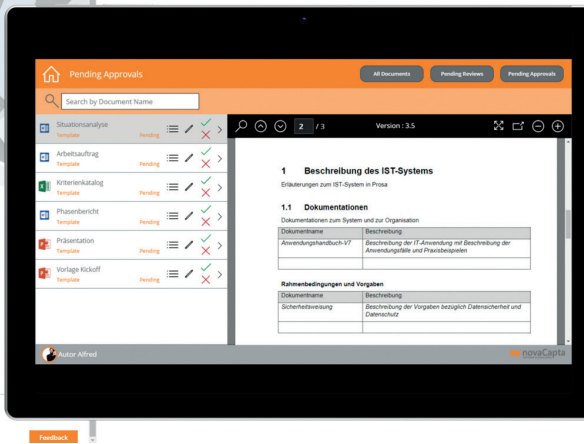 Pending Approvals
All Documents
Pending Reviews
Pending Approvals
Search by Document Name
Situationsanalyse
Template
Pending
Arbeitsauftrag
Template
Pending
Kriterienkatalog
Template
Pending
Phasenbericht
Template
Pending
Präsentation
Template
Pending
Vorlage Kickoff
Template
Pending
2 / 3
Version : 3.5
1 Beschreibung des IST-Systems
Erläuterungen zum IST-System in Prosa
1.1 Dokumentationen
Dokumentationen zum System und zur Organisation
Dokumentname Beschreibung
Anwendungshandbuch-V7 Beschreibung der IT-Anwendung mit Beschreibung der
Anwendungsfälle und Praxisbeispielen
Rahmenbedingungen und Vorgaben
Dokumentname Beschreibung
Sicherheitsweisung Beschreibung der Vorgaben bezüglich Datensicherheit und
Datenschutz
Autor Alfred
novaCapta
Feedback